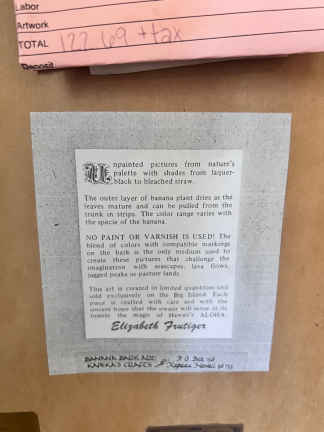 Labor
Artwork
TOTAL 122.69 + tax
Deposit
Unpainted pictures from nature's
palette with shades from laquer-
black to bleached straw.
The outer layer of banana plant dries as the
leaves mature and can be pulled from the
trunk in strips. The color range varies with
the specie of the banana.
NO PAINT OR VARNISH IS USED! The
blend of colors with compatible markings
on the bark is the only medium used to
create these pictures that challenge the
imagination with seascapes, lava flows,
jagged peaks or pasture lands.
This art is created in limited quantities and
sold exclusively on the Big Island. Each
piece is crafted with care and with the
sincere hope that the owner will sense in its
beauty the magic of Hawaii's ALOHA.
Elizabeth Frutiger
BANANA BARK ART P.O. Box
CRAFTS Hawaii